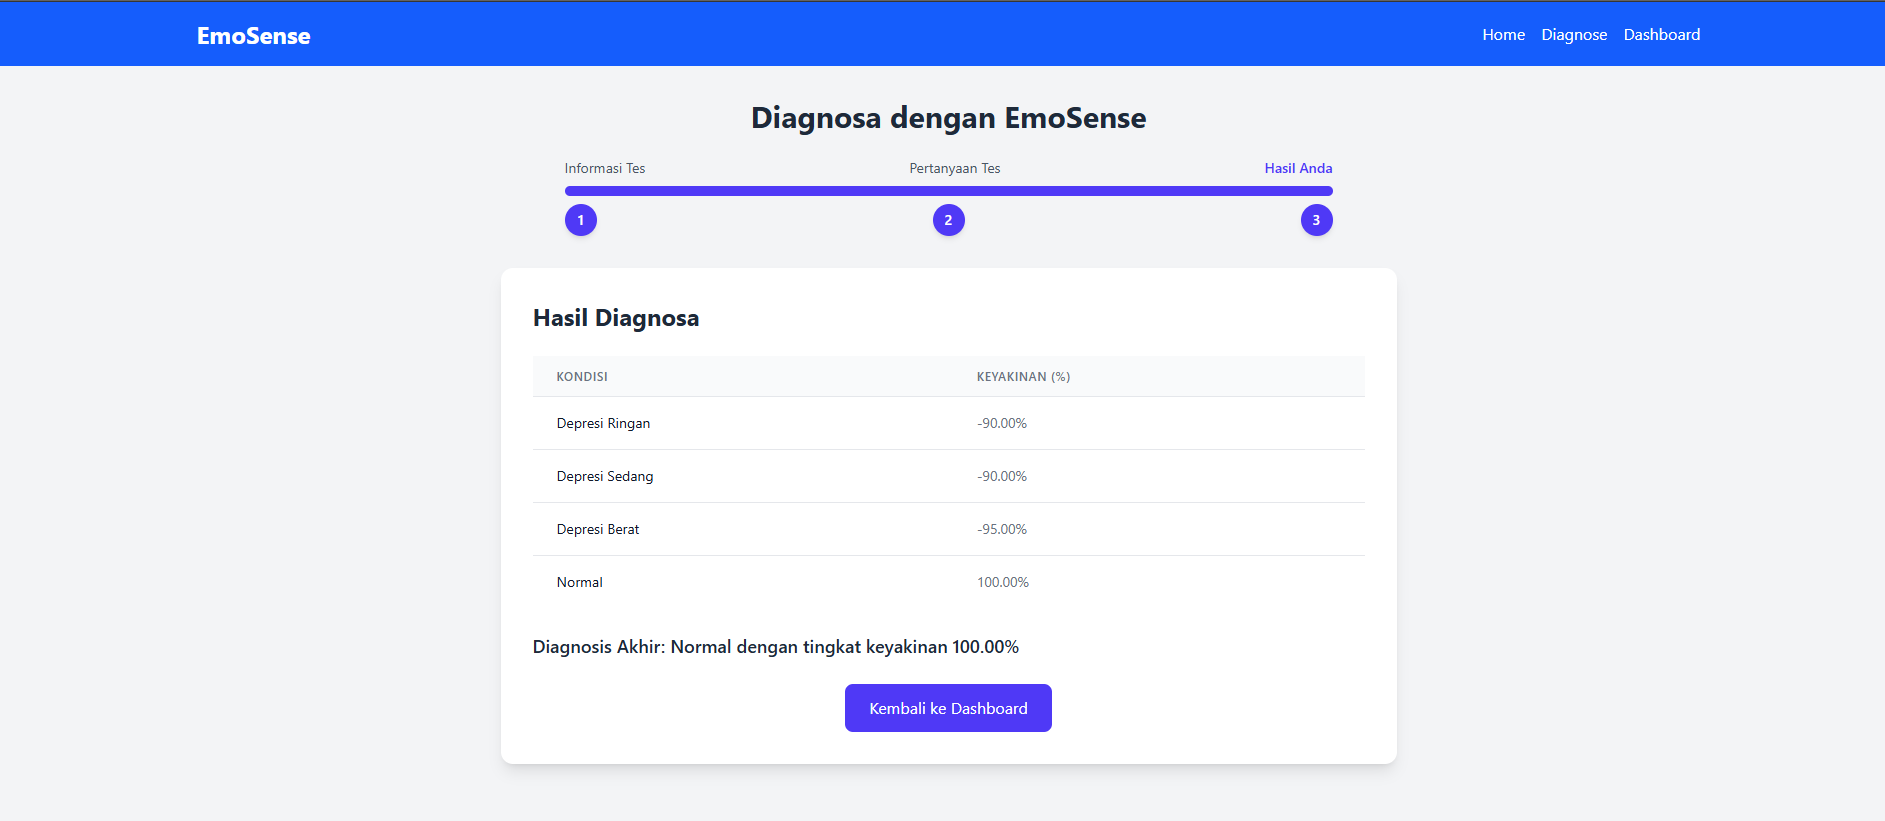 EmoSense
Home Diagnose Dashboard
Diagnosa dengan EmoSense
Informasi Tes Pertanyaan Tes Hasil Anda
1 2 3
Hasil Diagnosa
KONDISI KEYAKINAN (%)
Depresi Ringan -90.00%
Depresi Sedang -90.00%
Depresi Berat -95.00%
Normal 100.00%
Diagnosis Akhir: Normal dengan tingkat keyakinan 100.00%
Kembali ke Dashboard